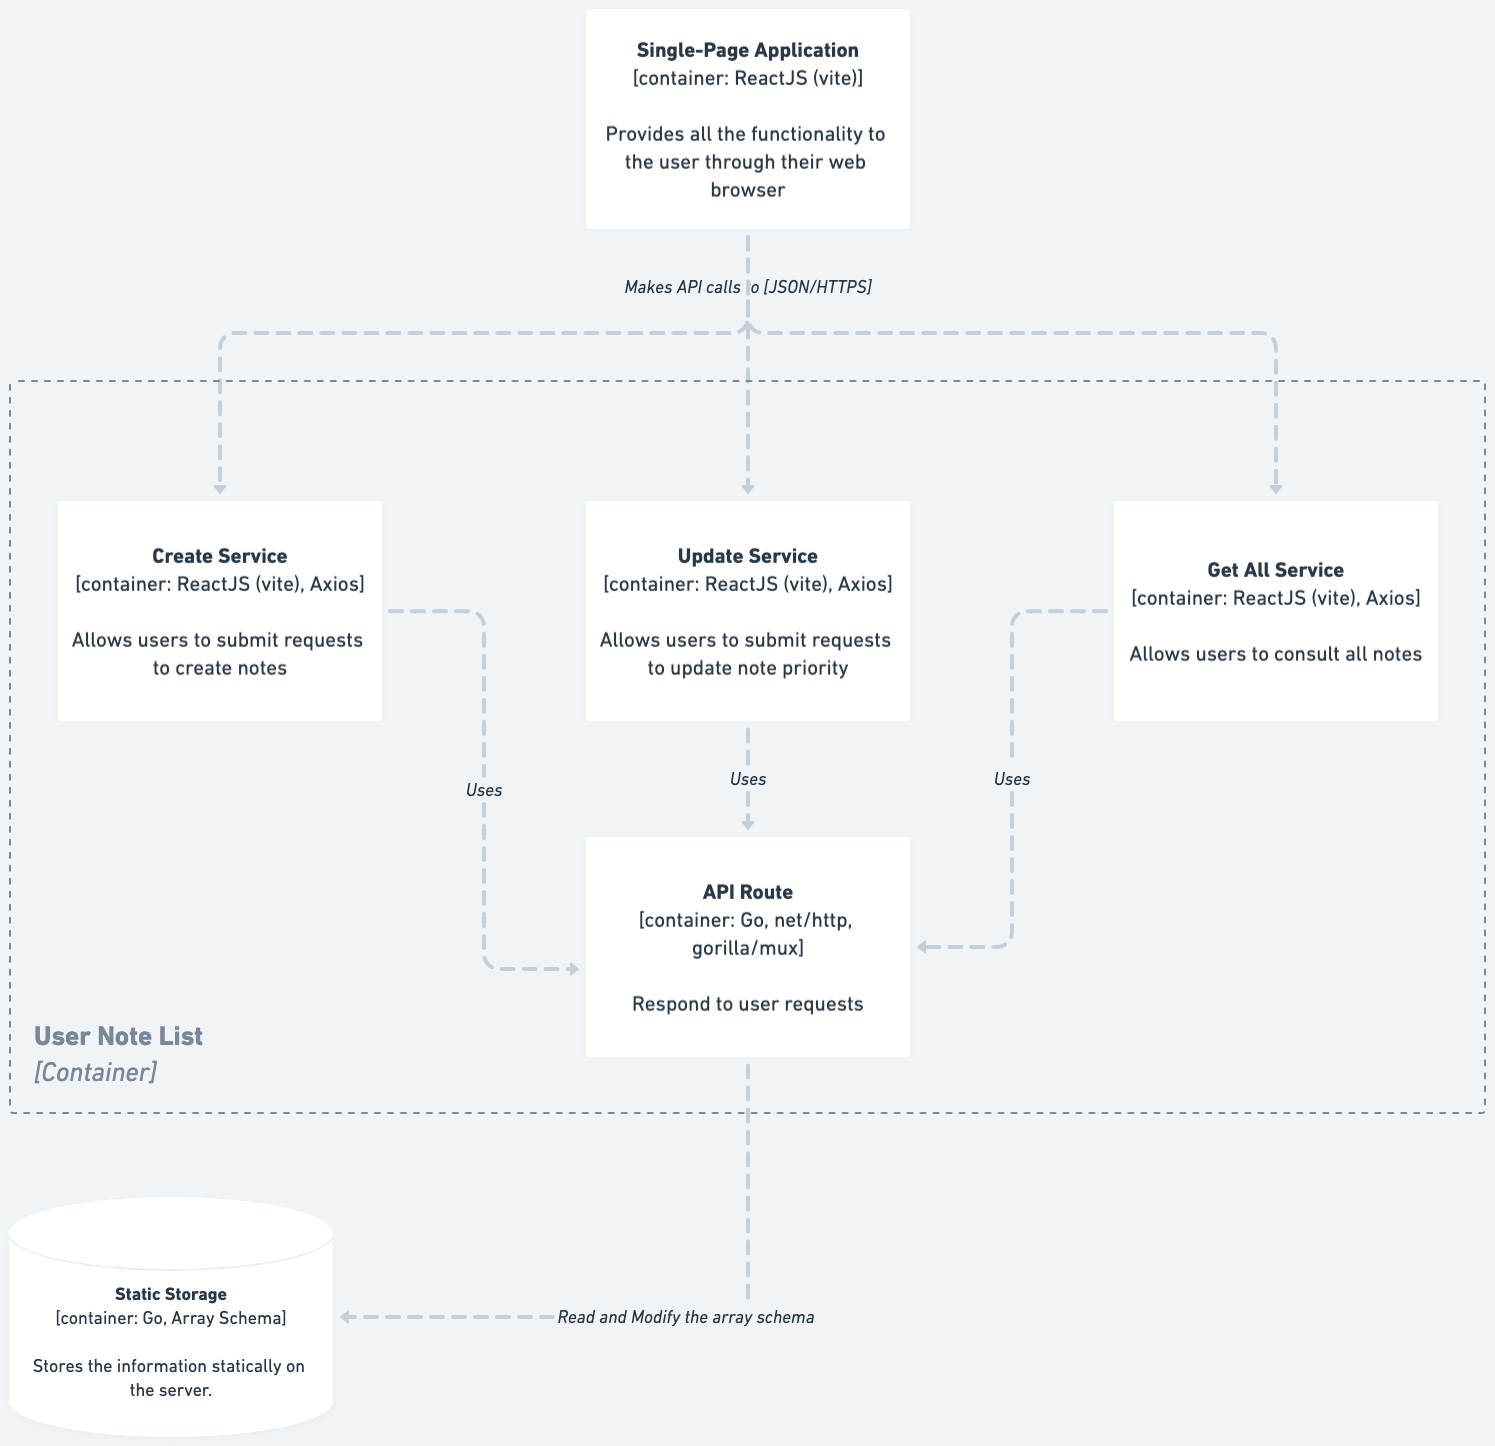 Single-Page Application
[container: ReactJS (vite)]
Provides all the functionality to
the user through their web
browser
Makes API calls to [JSON/HTTPS]
Create Service
[container: ReactJS (vite), Axios]
Allows users to submit requests
to create notes
Update Service
[container: ReactJS (vite), Axios]
Allows users to submit requests
to update note priority
Get All Service
[container: ReactJS (vite), Axios]
Allows users to consult all notes
Uses
Uses
Uses
API Route
[container: Go, net/http,
gorilla/mux]
Respond to user requests
User Note List
[Container]
Static Storage
[container: Go, Array Schema]
Stores the information statically on
the server.
Read and Modify the array schema